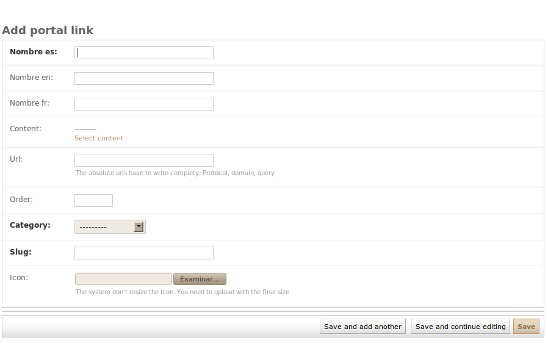 Add portal link
Nombre es:
Nombre en:
Nombre fr:
Content:
---------
Select content
Url:
The absolute urls have to write complety: Protocol, domain, query
Order:
Category:
---------
Slug:
Icon:
Examinar...
The system don't resize the icon. You need to upload with the final size
Save and add another
Save and continue editing
Save